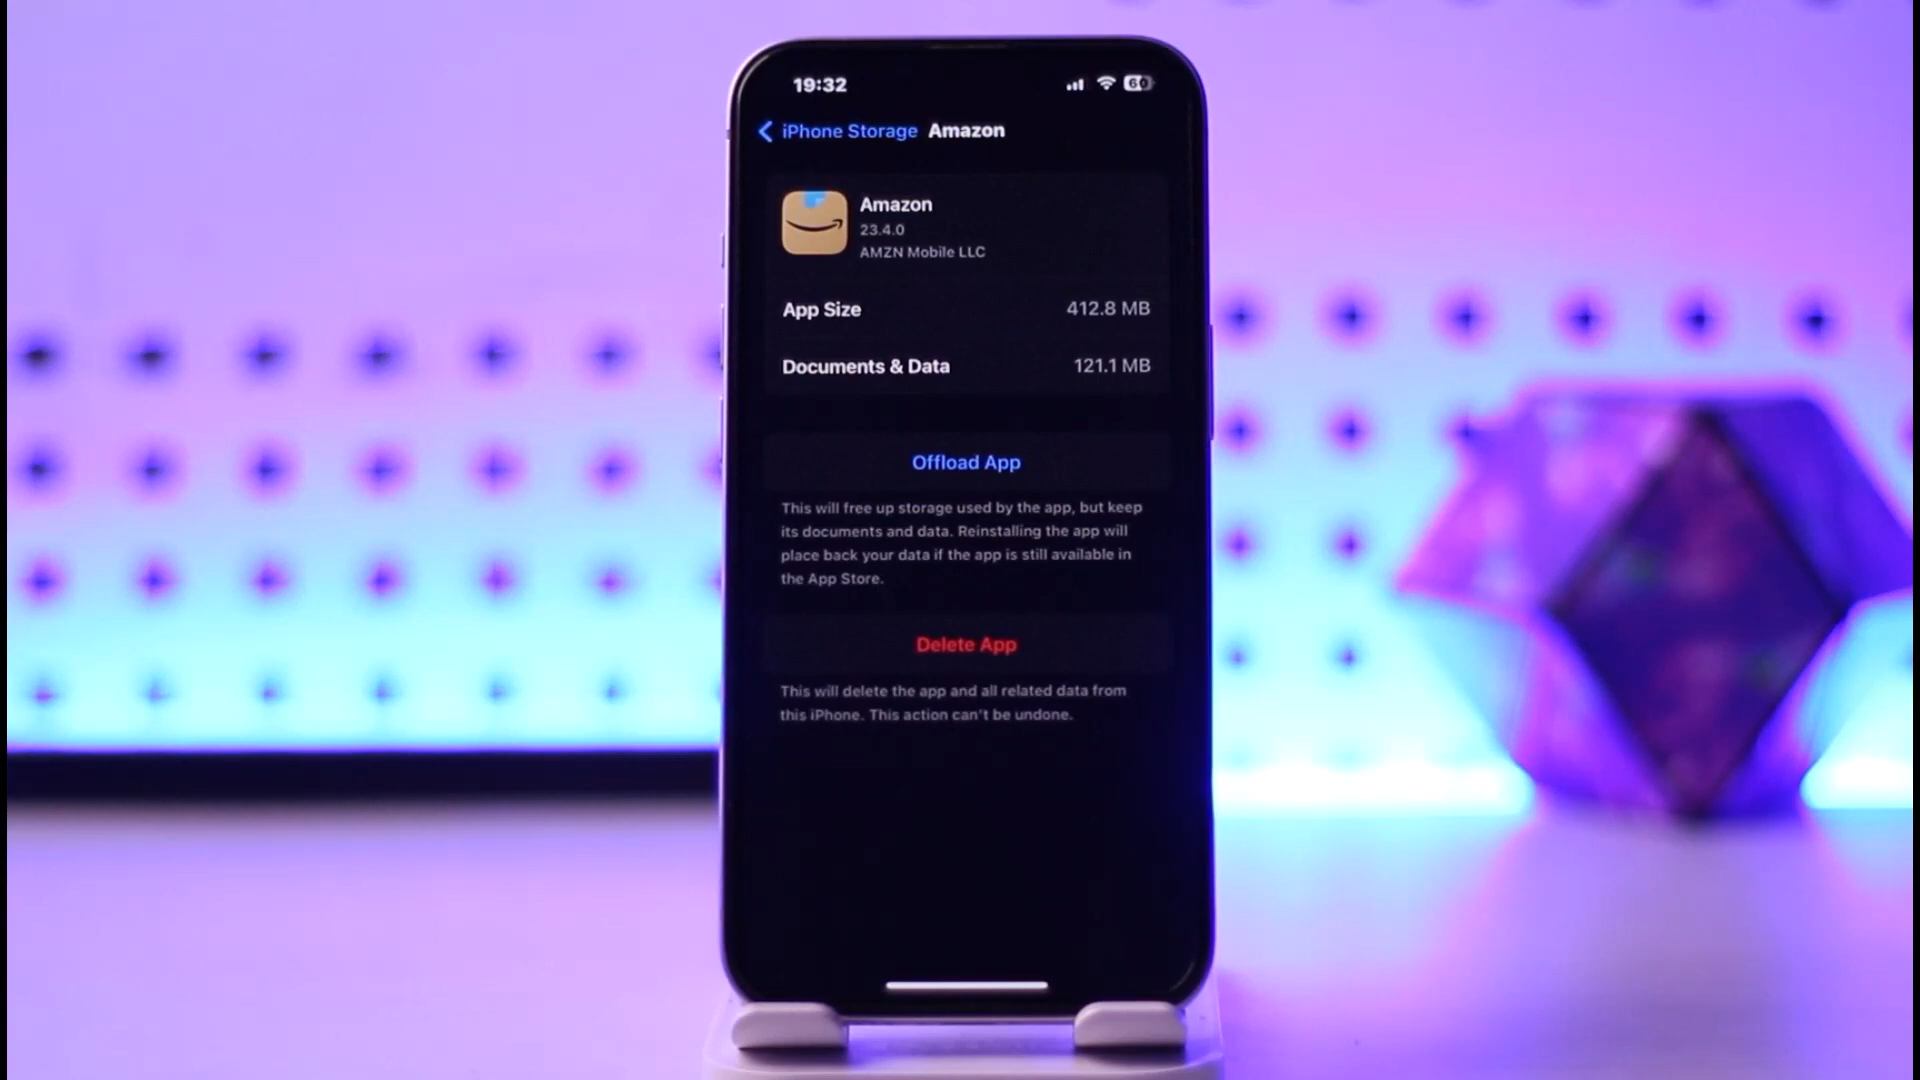 19:32
60
iPhone Storage Amazon
Amazon
23.4.0
AMZN Mobile LLC
App Size 412.8 MB
Documents & Data 121.1 MB
Offload App
This will free up storage used by the app, but keep
its documents and data. Reinstalling the app will
place back your data if the app is still available in
the App Store.
Delete App
This will delete the app and all related data from
this iPhone. This action can't be undone.